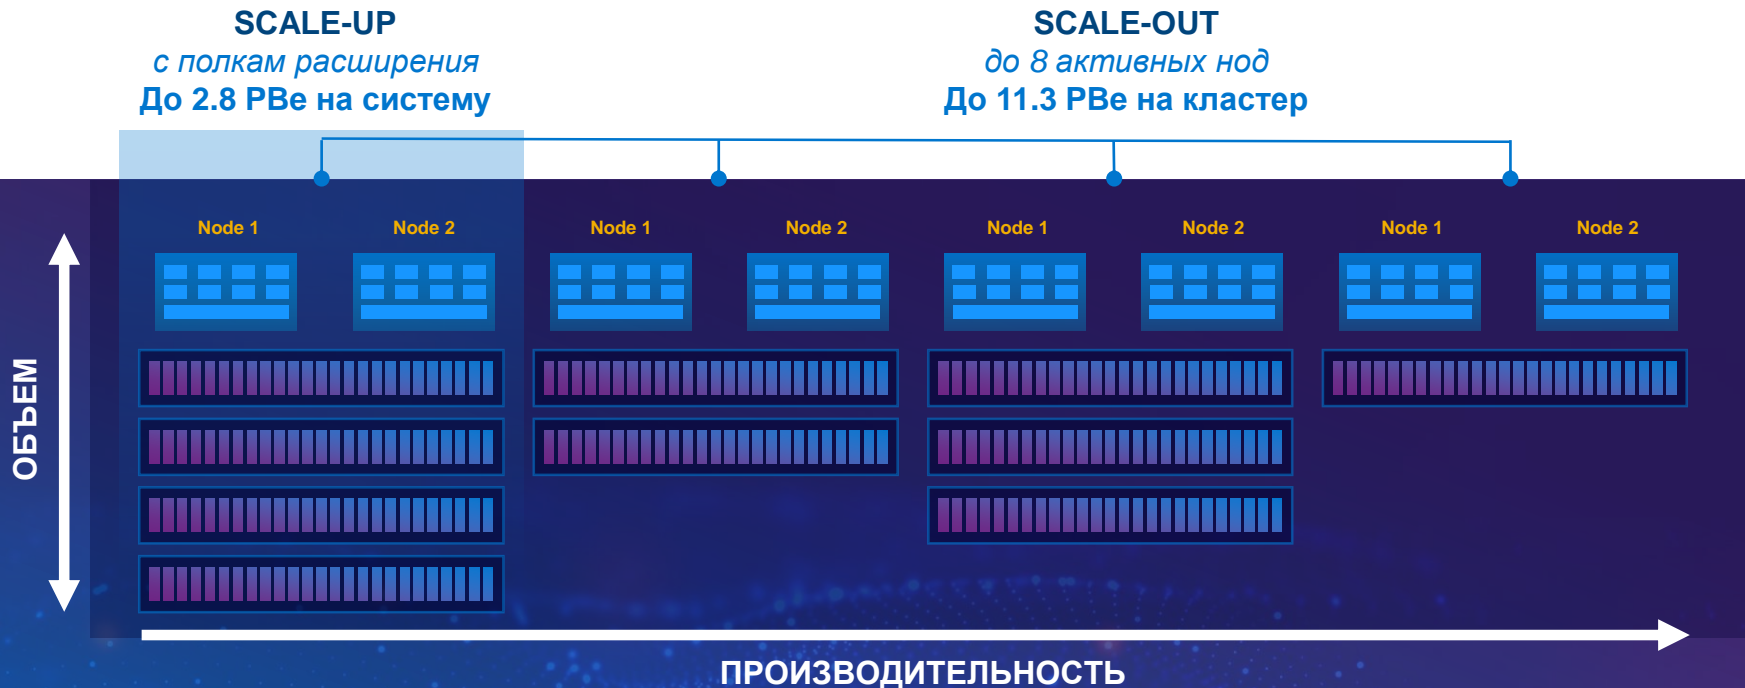 SCALE-UP
с полкам расширения
До 2.8 PBe на систему
SCALE-OUT
до 8 активных нод
До 11.3 PBe на кластер
Node 1
Node 2
Node 1
Node 2
Node 1
Node 2
Node 1
Node 2
ОБЪЕМ
ПРОИЗВОДИТЕЛЬНОСТЬ